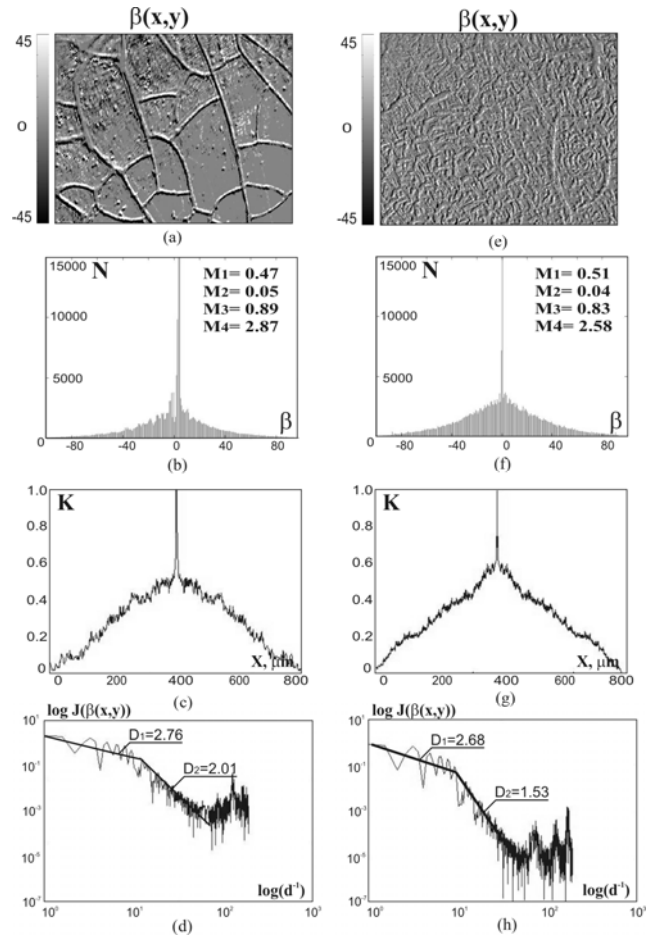 β(x,y)
45
0
-45
(a)
β(x,y)
45
0
-45
(e)
15000
N
M1= 0.47
M2= 0.05
M3= 0.89
M4= 2.87
10000
5000
0
-80 -40 0 40 80
β
(b)
15000
N
M1= 0.51
M2= 0.04
M3= 0.83
M4= 2.58
10000
5000
0
-80 -40 0 40 80
β
(f)
1.0
K
0.8
0.6
0.4
0.2
0
X, μm
200 400 600 800
(c)
1.0
K
0.8
0.6
0.4
0.2
0
X, μm
200 400 600 800
(g)
log J(β(x,y))
10¹
D1=2.76
10⁻¹
D2=2.01
10⁻³
10⁻⁵
10⁻⁷
log(d⁻¹)
10⁰ 10¹ 10² 10³
(d)
log J(β(x,y))
10¹
D1=2.68
10⁻¹
D2=1.53
10⁻³
10⁻⁵
10⁻⁷
log(d⁻¹)
10⁰ 10¹ 10² 10³
(h)